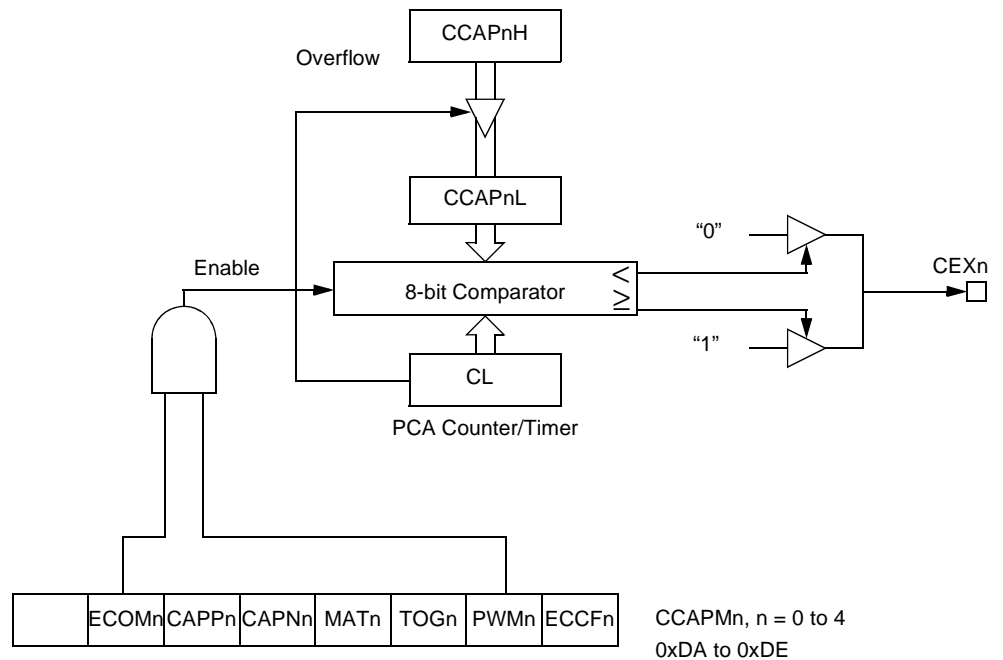 CCAPnH
Overflow
CCAPnL
“0”
Enable
<
8-bit Comparator
≥
CEXn
“1”
CL
PCA Counter/Timer
ECOMn CAPPn CAPNn MATn TOGn PWMn ECCFn
CCAPMn, n = 0 to 4
0xDA to 0xDE